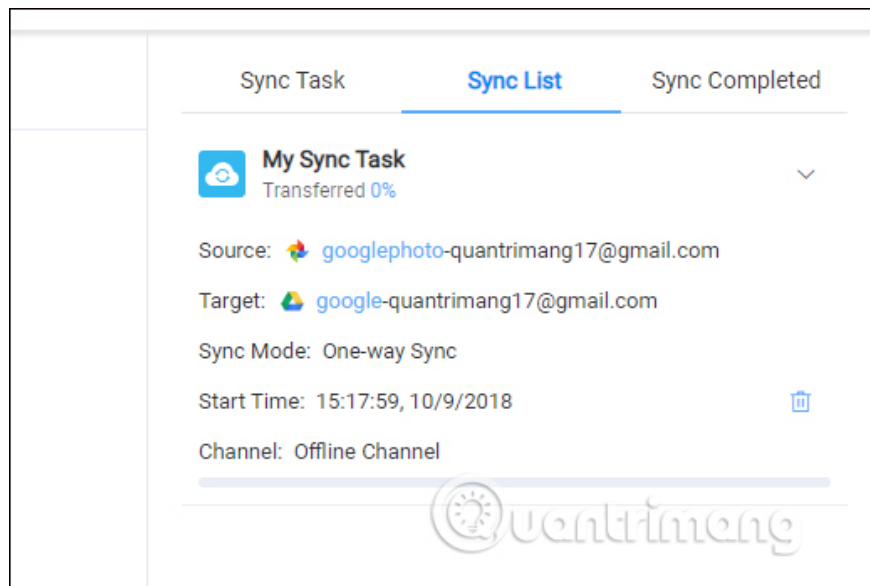 Sync Task Sync List Sync Completed
My Sync Task
Transferred 0%
Source: googlephoto-quantrimang17@gmail.com
Target: google-quantrimang17@gmail.com
Sync Mode: One-way Sync
Start Time: 15:17:59, 10/9/2018
Channel: Offline Channel
Quantrimang